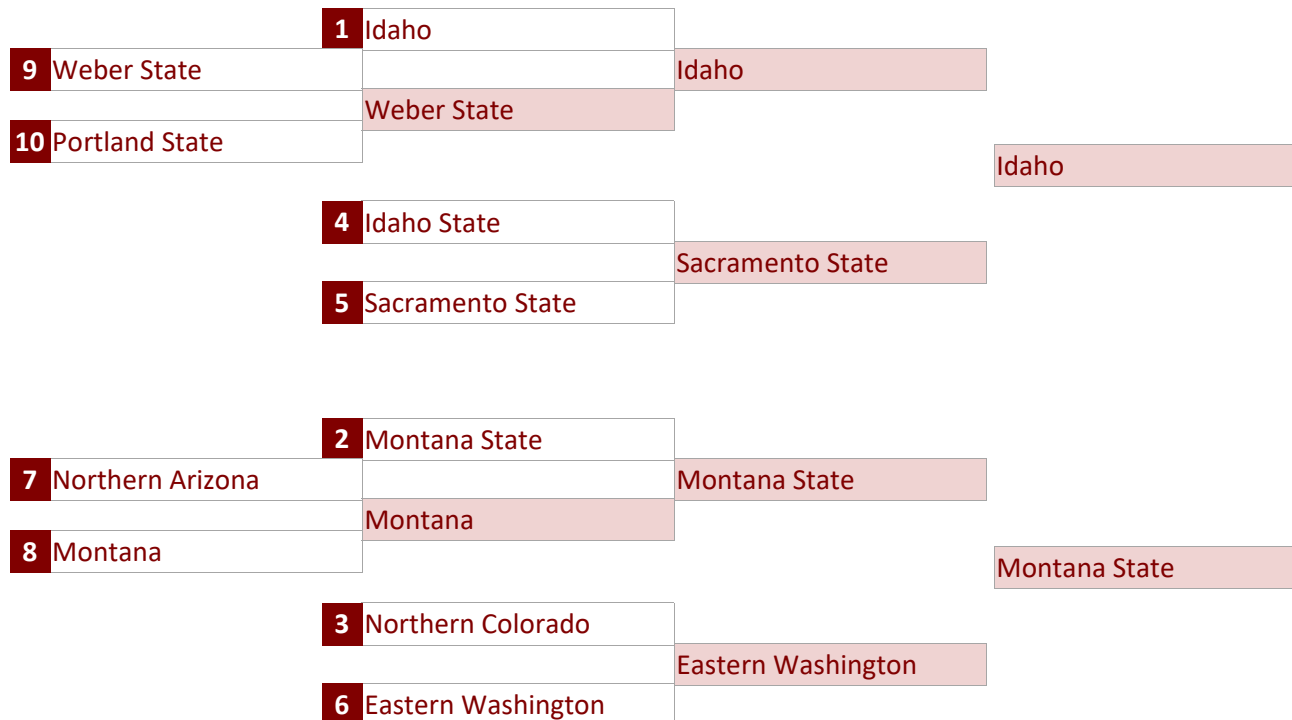 1 Idaho
9 Weber State Idaho
Weber State
10 Portland State
Idaho
4 Idaho State
Sacramento State
5 Sacramento State
2 Montana State
7 Northern Arizona Montana State
Montana
8 Montana
Montana State
3 Northern Colorado
Eastern Washington
6 Eastern Washington